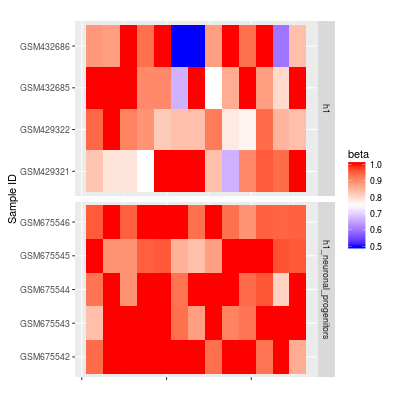 GSM432686
GSM432685
GSM429322
GSM429321
h1
GSM675546
GSM675545
GSM675544
GSM675543
GSM675542
h1_neuronal_progenitors
Sample ID
beta
1.0
0.9
0.8
0.7
0.6
0.5